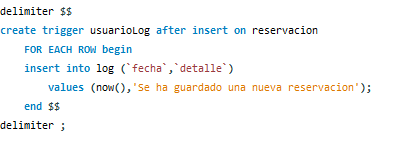 delimiter $$
create trigger usuarioLog after insert on reservacion
FOR EACH ROW begin
insert into log (`fecha`,`detalle`)
values (now(),'Se ha guardado una nueva reservacion');
end $$
delimiter ;